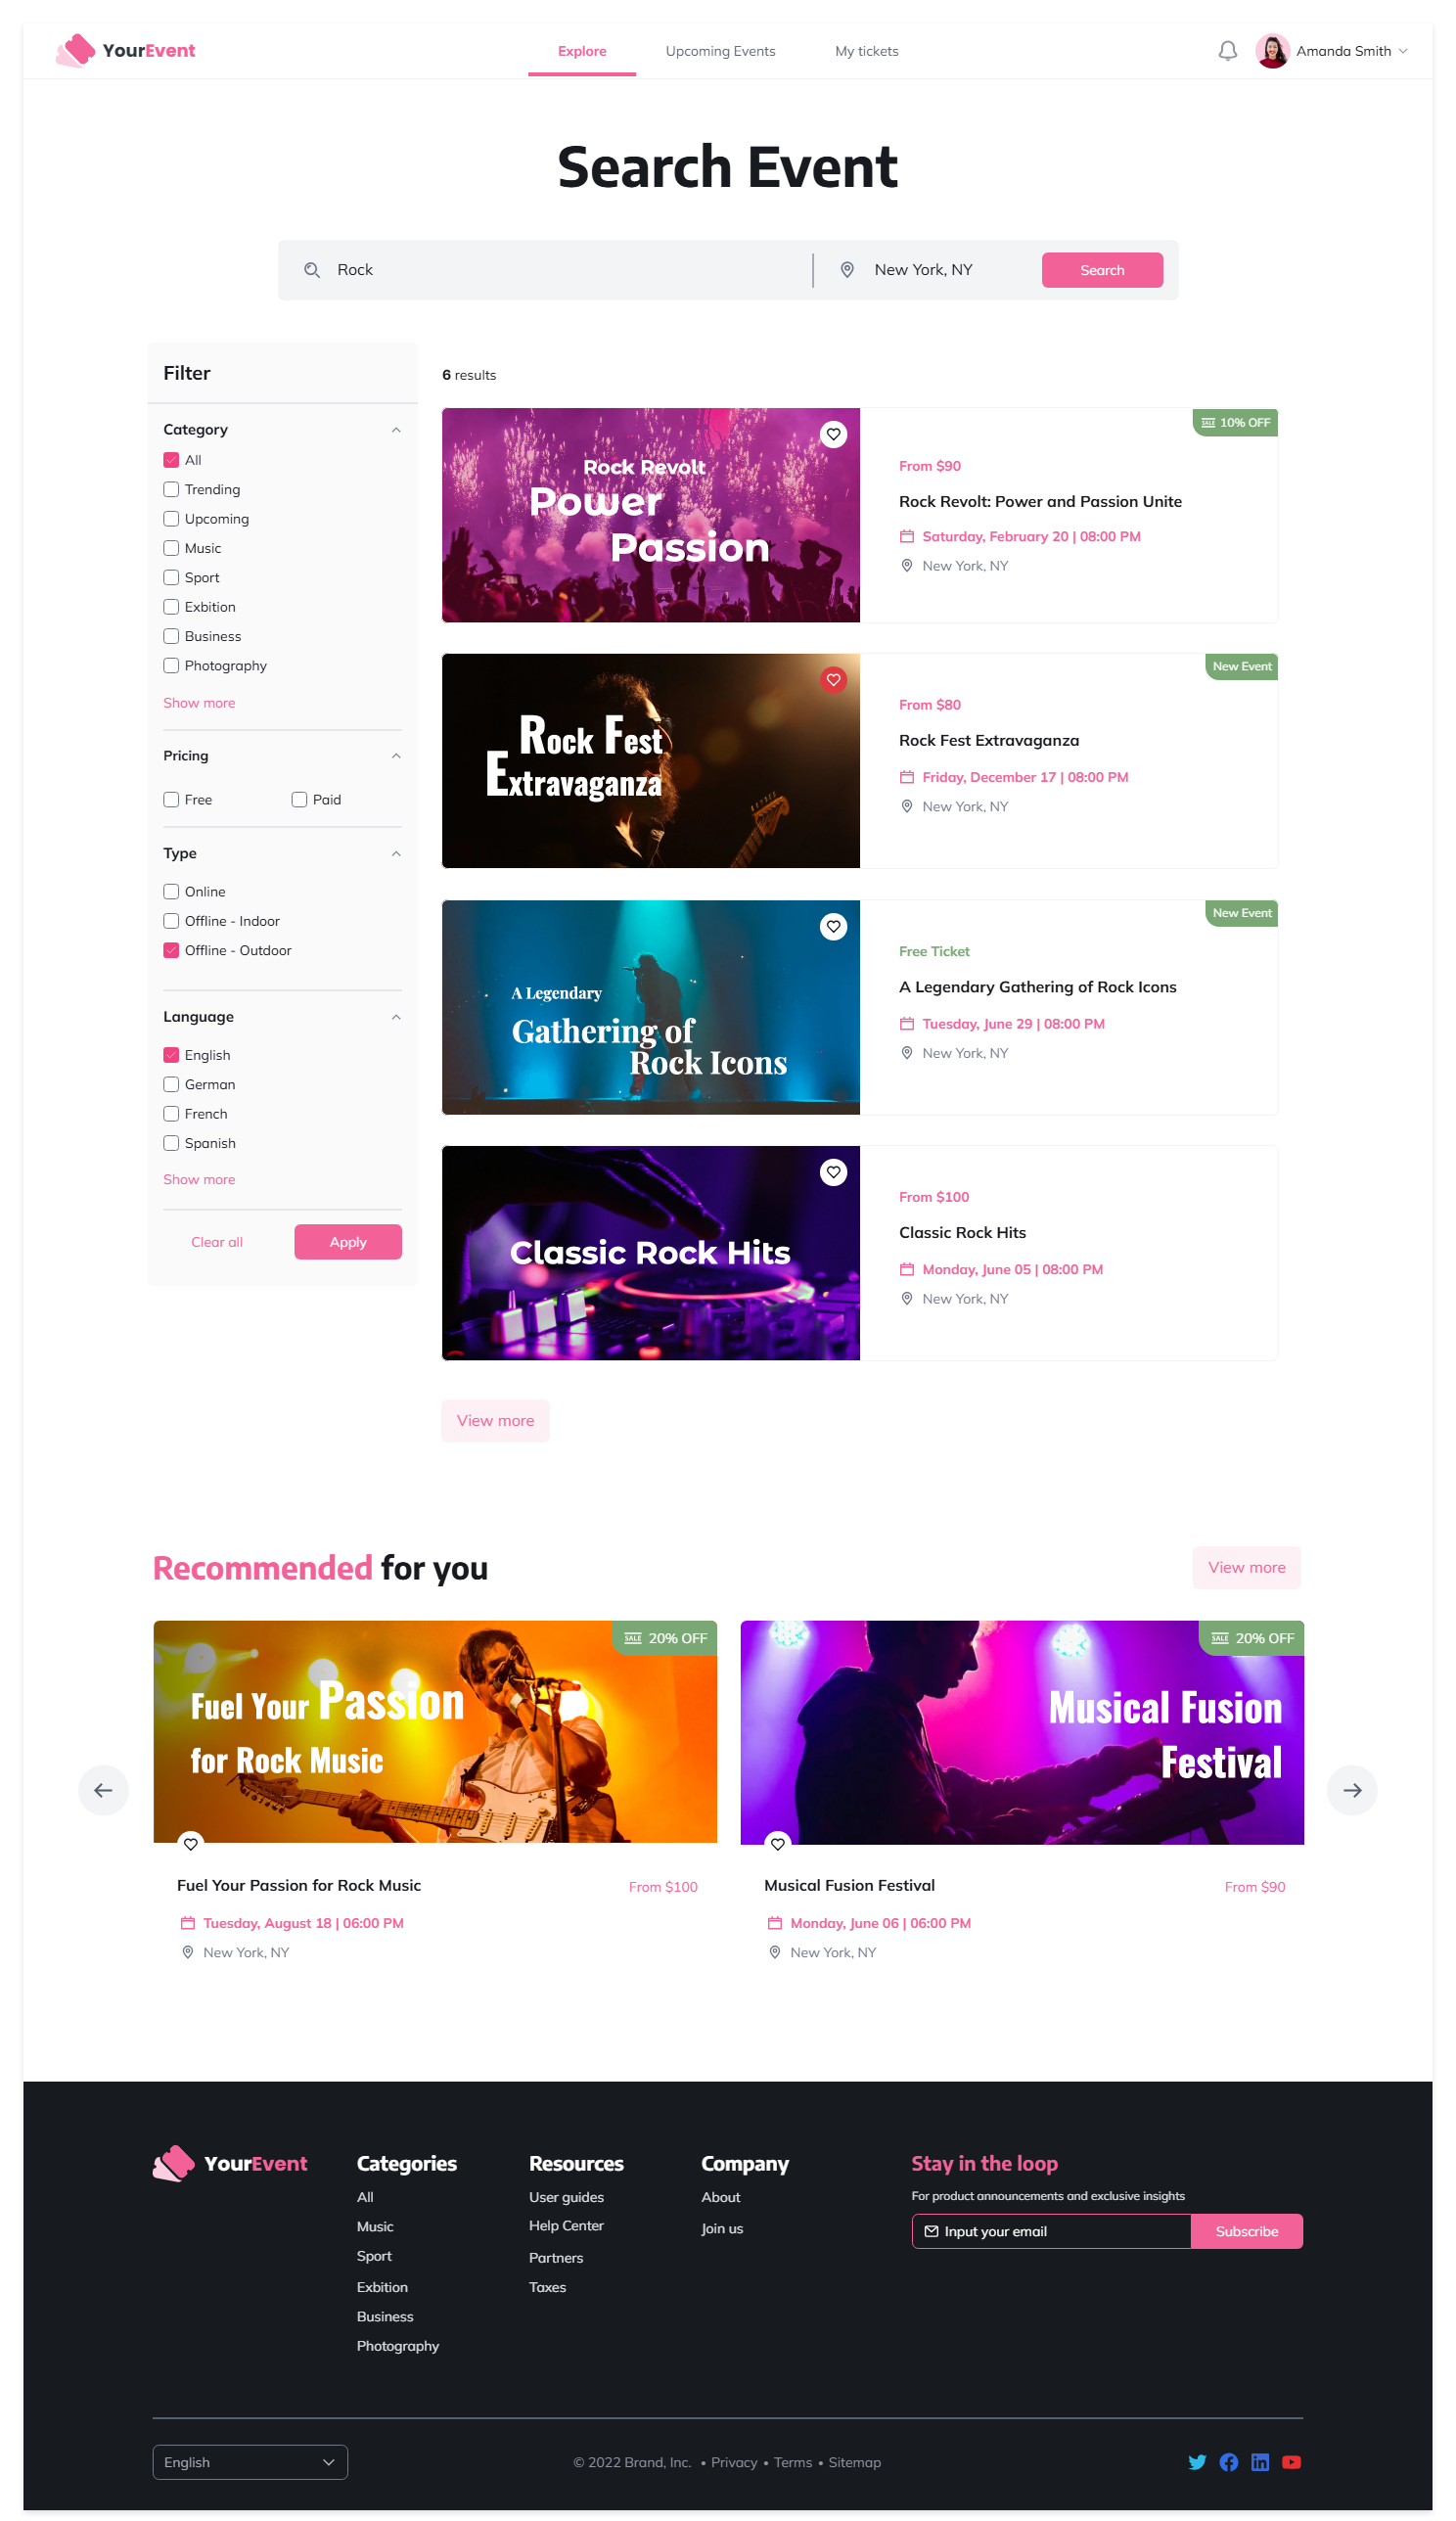 YourEvent
Explore
Upcoming Events
My tickets
Amanda Smith
Search Event
Rock
New York, NY
Search
Filter
Category
All
Trending
Upcoming
Music
Sport
Exbition
Business
Photography
Show more
Pricing
Free
Paid
Type
Online
Offline - Indoor
Offline - Outdoor
Language
English
German
French
Spanish
Show more
Clear all
Apply
6 results
Rock Revolt
Power
Passion
SALE 10% OFF
From $90
Rock Revolt: Power and Passion Unite
Saturday, February 20 | 08:00 PM
New York, NY
Rock Fest
Extravaganza
New Event
From $80
Rock Fest Extravaganza
Friday, December 17 | 08:00 PM
New York, NY
A Legendary
Gathering of
Rock Icons
New Event
Free Ticket
A Legendary Gathering of Rock Icons
Tuesday, June 29 | 08:00 PM
New York, NY
Classic Rock Hits
From $100
Classic Rock Hits
Monday, June 05 | 08:00 PM
New York, NY
View more
Recommended for you
View more
SALE 20% OFF
Fuel Your Passion
for Rock Music
Fuel Your Passion for Rock Music
From $100
Tuesday, August 18 | 06:00 PM
New York, NY
SALE 20% OFF
Musical Fusion
Festival
Musical Fusion Festival
From $90
Monday, June 06 | 06:00 PM
New York, NY
YourEvent
Categories
All
Music
Sport
Exbition
Business
Photography
Resources
User guides
Help Center
Partners
Taxes
Company
About
Join us
Stay in the loop
For product announcements and exclusive insights
Input your email
Subscribe
English
© 2022 Brand, Inc. • Privacy • Terms • Sitemap